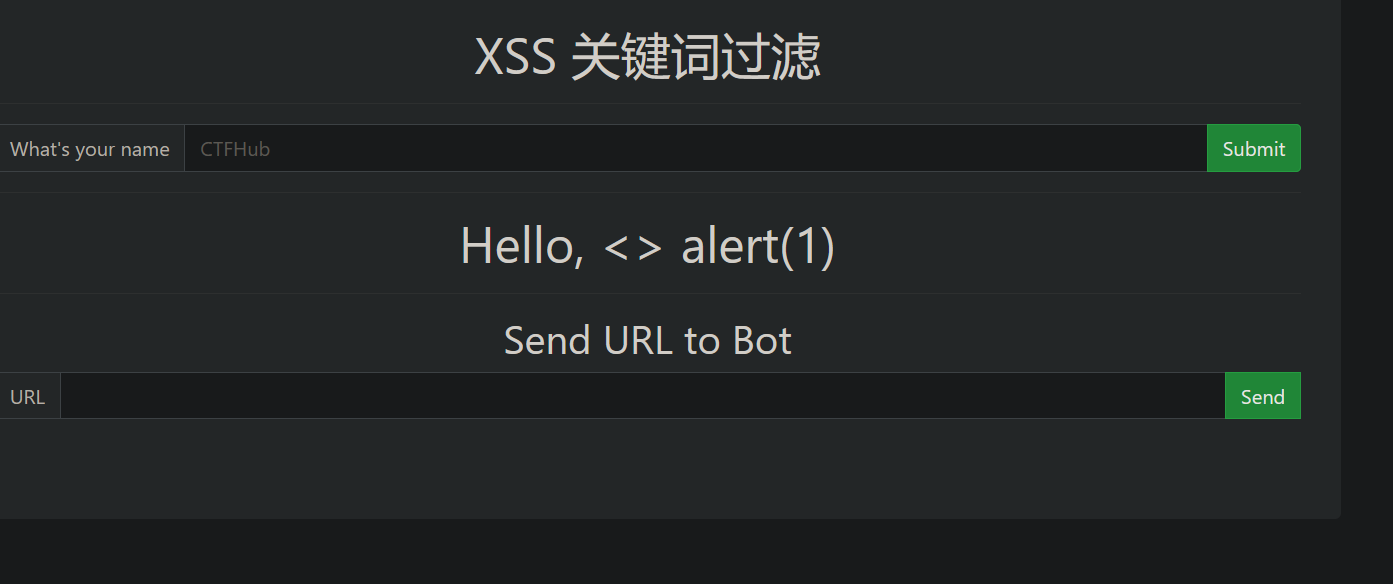 XSS 关键词过滤
What's your name CTFHub Submit
Hello, <> alert(1)
Send URL to Bot
URL Send